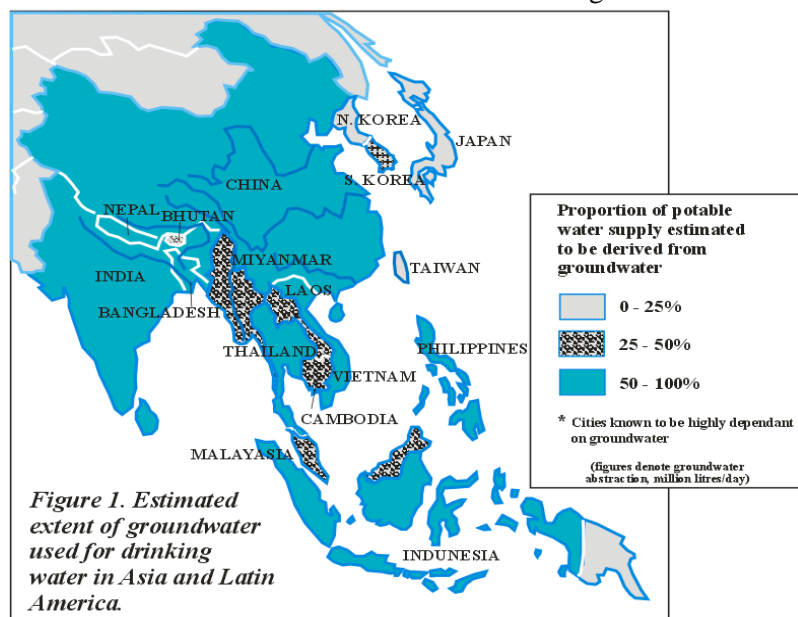 N. KOREA
JAPAN
S. KOREA
CHINA
NEPAL
BHUTAN
TAIWAN
INDIA
MIYANMAR
LAOS
BANGLADESH
THAILAND
PHILIPPINES
VIETNAM
CAMBODIA
MALAYASIA
INDUNESIA
Figure 1. Estimated
extent of groundwater
used for drinking
water in Asia and Latin
America.
Proportion of potable
water supply estimated
to be derived from
groundwater
0 - 25%
25 - 50%
50 - 100%
* Cities known to be highly dependant
on groundwater
(figures denote groundwater
abstraction, million litres/day)